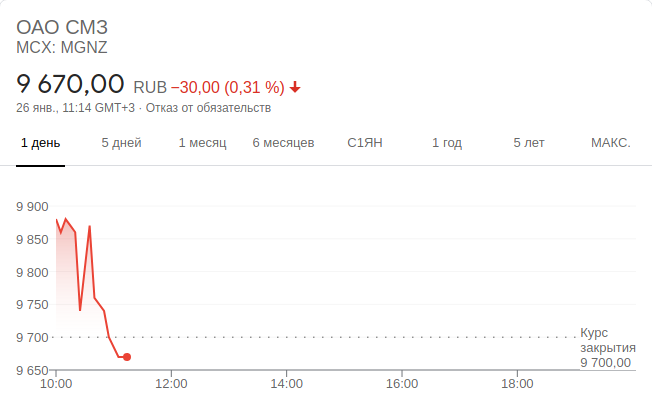 ОАО СМЗ
MCX: MGNZ
9 670,00 RUB −30,00 (0,31 %)
26 янв., 11:14 GMT+3 · Отказ от обязательств
1 день 5 дней 1 месяц 6 месяцев С1ЯН 1 год 5 лет МАКС.
9 900
9 850
9 800
9 750
9 700
9 650
Курс
закрытия
9 700,00
10:00 12:00 14:00 16:00 18:00